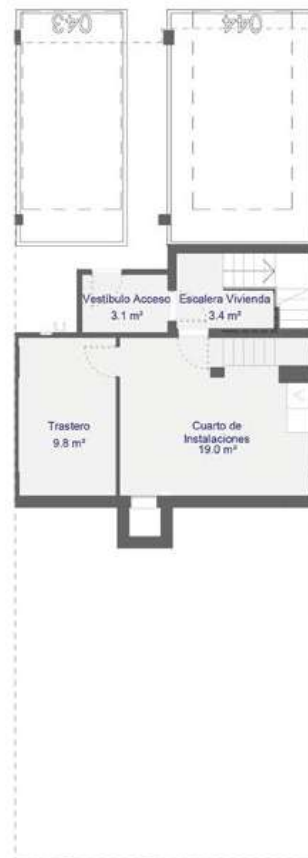 043
044
Vestíbulo Acceso
3.1 m²
Escalera Vivienda
3.4 m²
Trastero
9.8 m²
Cuarto de
Instalaciones
19.0 m²